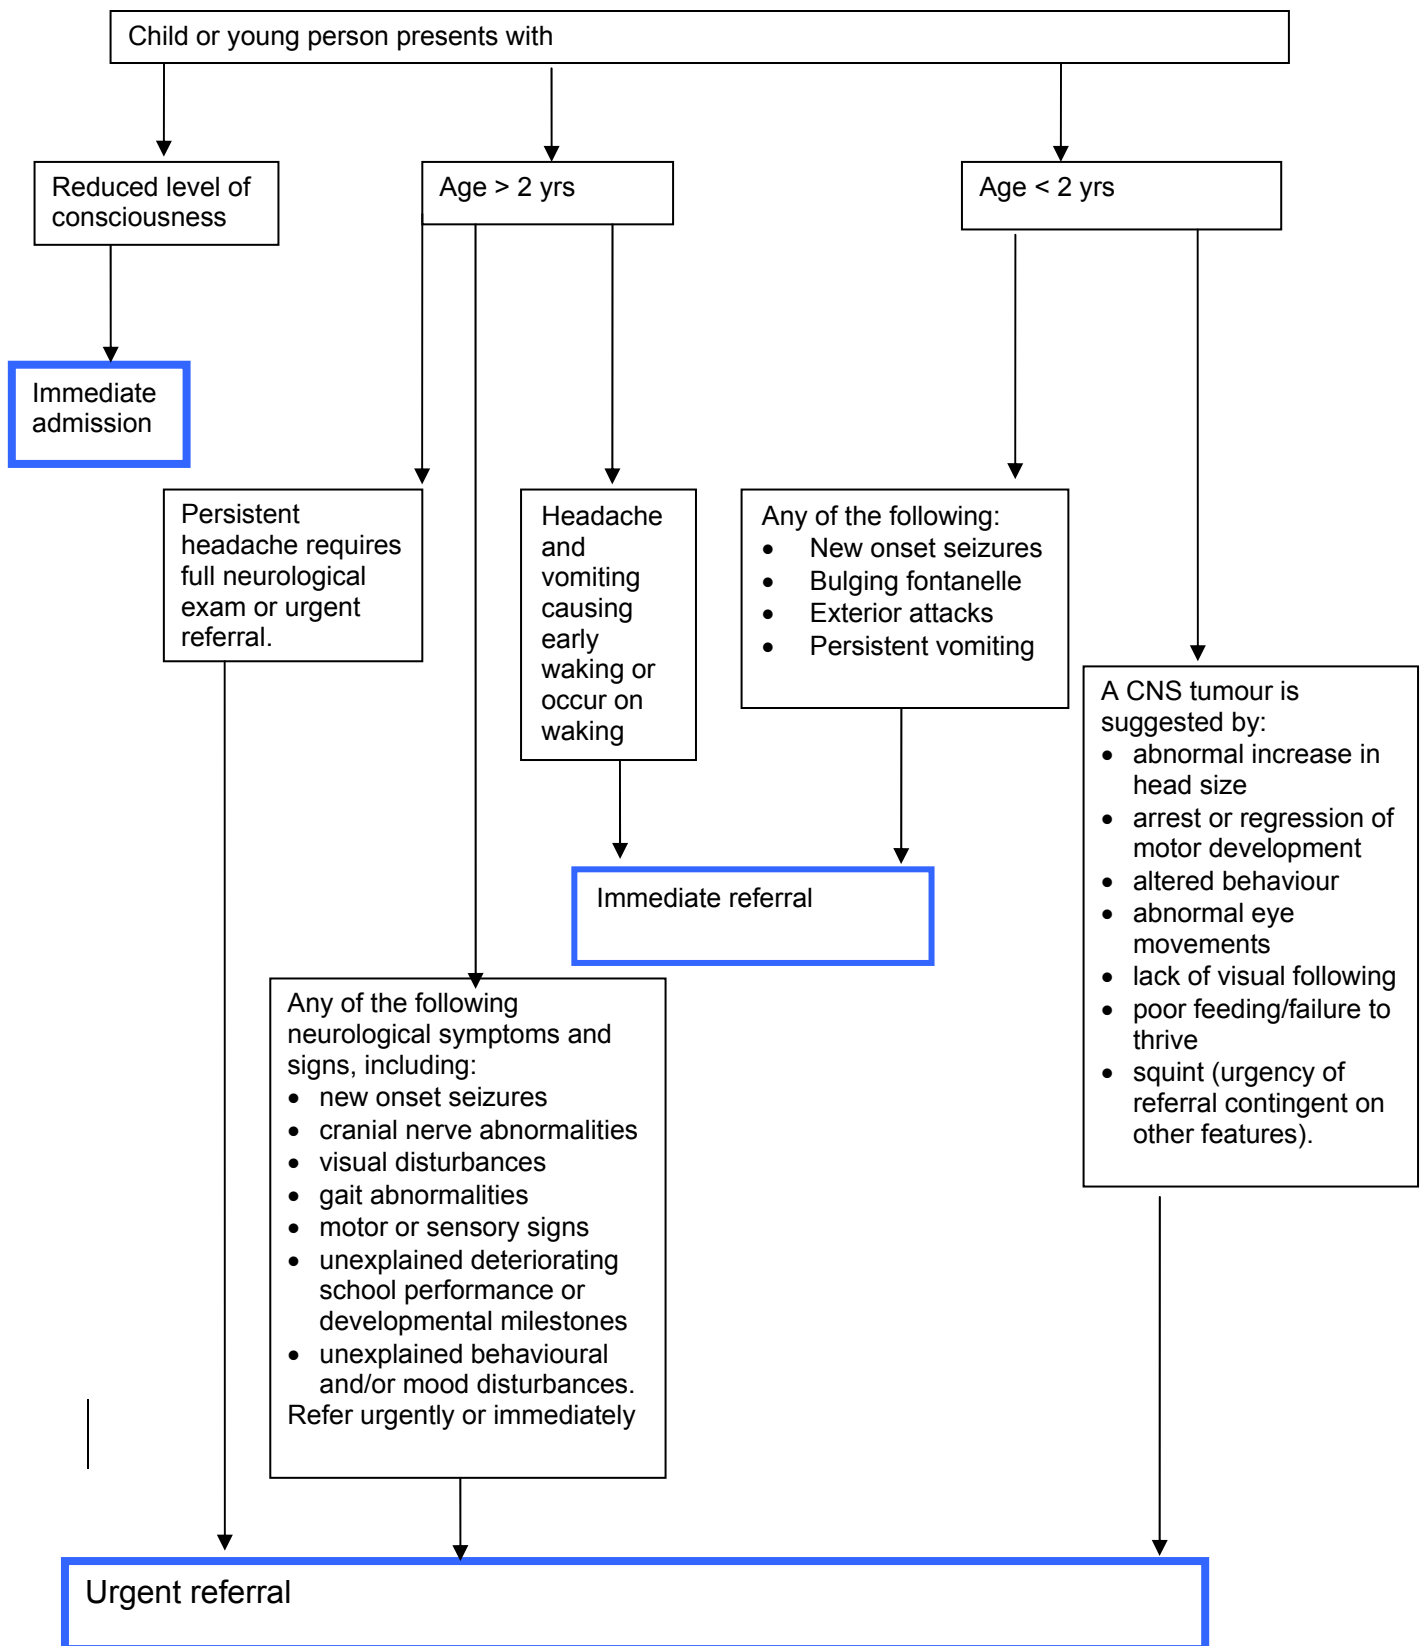 Child or young person presents with
Reduced level of
consciousness
Age > 2 yrs
Age < 2 yrs
Immediate
admission
Persistent
headache requires
full neurological
exam or urgent
referral.
Headache
and
vomiting
causing
early
waking or
occur on
waking
Any of the following:
• New onset seizures
• Bulging fontanelle
• Exterior attacks
• Persistent vomiting
A CNS tumour is
suggested by:
• abnormal increase in
head size
• arrest or regression of
motor development
• altered behaviour
• abnormal eye
movements
• lack of visual following
• poor feeding/failure to
thrive
• squint (urgency of
referral contingent on
other features).
Immediate referral
Any of the following
neurological symptoms and
signs, including:
• new onset seizures
• cranial nerve abnormalities
• visual disturbances
• gait abnormalities
• motor or sensory signs
• unexplained deteriorating
school performance or
developmental milestones
• unexplained behavioural
and/or mood disturbances.
Refer urgently or immediately
Urgent referral